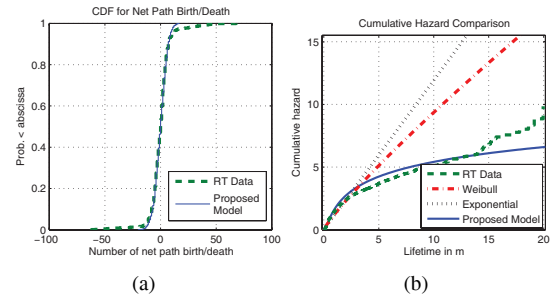 CDF for Net Path Birth/Death
Prob. < abscissa
1
0.8
0.6
0.4
0.2
0
−100
−50
0
50
100
RT Data
Proposed
Model
Number of net path birth/death
(a)
Cumulative Hazard Comparison
Cumulative hazard
15
10
5
0
0
5
10
15
20
RT Data
Weibull
Exponential
Proposed Model
Lifetime in m
(b)